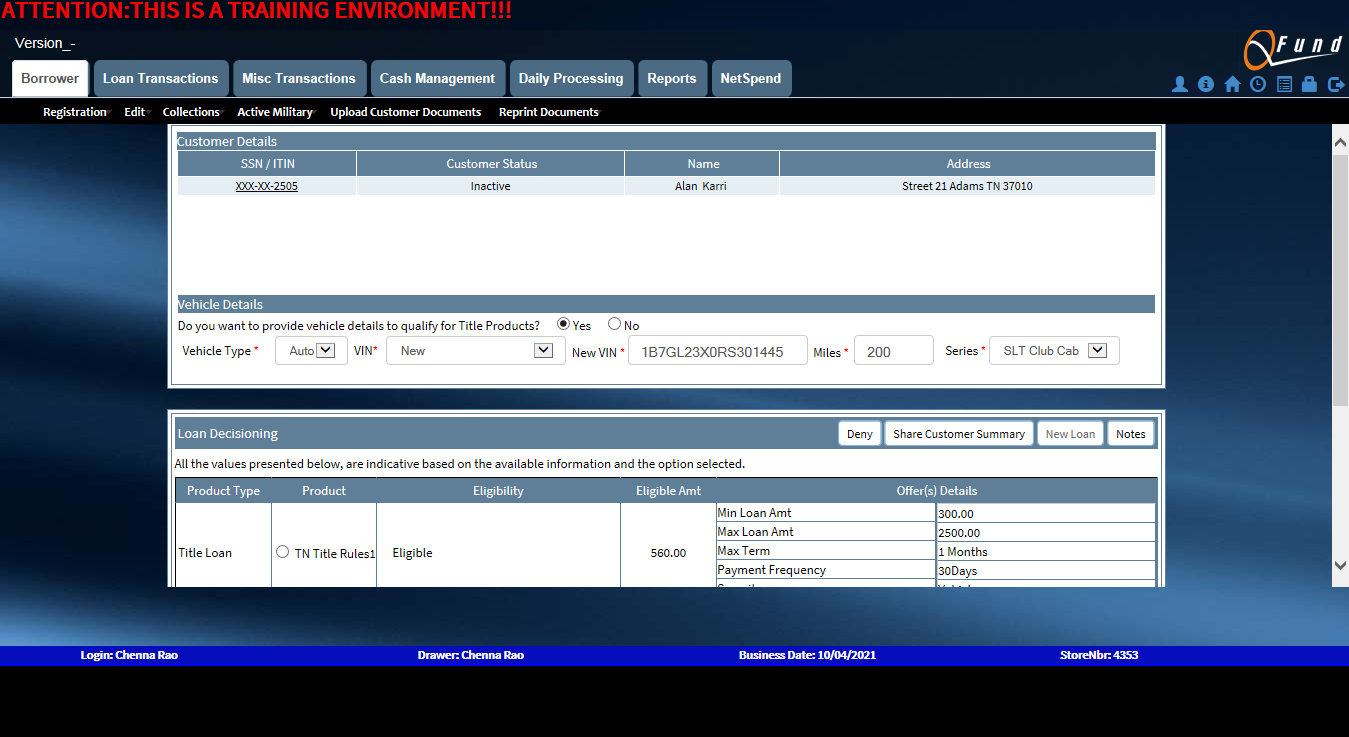 ATTENTION:THIS IS A TRAINING ENVIRONMENT!!!
Version_-
QFund
Borrower Loan Transactions Misc Transactions Cash Management Daily Processing Reports NetSpend
Registration Edit Collections Active Military Upload Customer Documents Reprint Documents
Customer Details
SSN / ITIN Customer Status Name Address
XXX-XX-2505 Inactive Alan Karri Street 21 Adams TN 37010
Vehicle Details
Do you want to provide vehicle details to qualify for Title Products? Yes No
Vehicle Type * Auto VIN* New New VIN * 1B7GL23X0RS301445 Miles * 200 Series * SLT Club Cab
Loan Decisioning Deny Share Customer Summary New Loan Notes
All the values presented below, are indicative based on the available information and the option selected.
Product Type Product Eligibility Eligible Amt Offer(s) Details
Min Loan Amt 300.00
Max Loan Amt 2500.00
Title Loan TN Title Rules1 Eligible 560.00 Max Term 1 Months
Payment Frequency 30Days
Login: Chenna Rao Drawer: Chenna Rao Business Date: 10/04/2021 StoreNbr: 4353